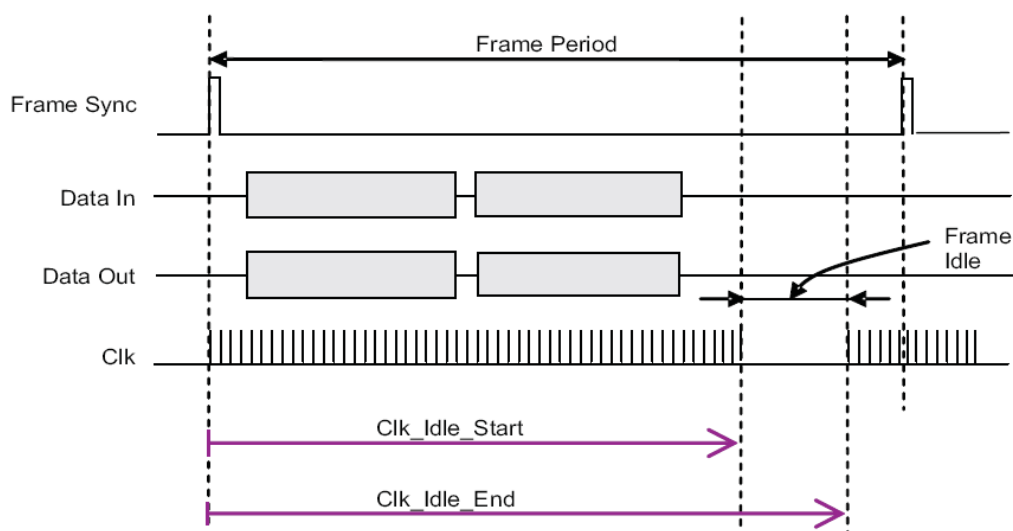 Frame Period
Frame Sync
Data In
Data Out
Frame
Idle
Clk
Clk_Idle_Start
Clk_Idle_End